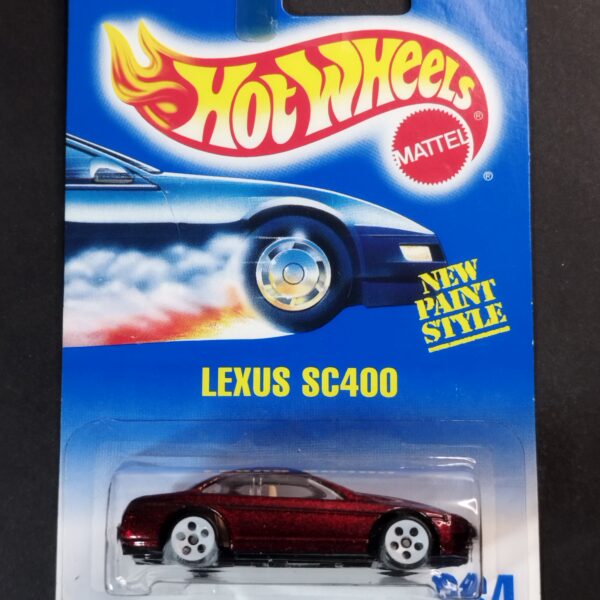 HOT WHEELS
®
MATTEL
®
NEW
PAINT
STYLE
LEXUS SC400